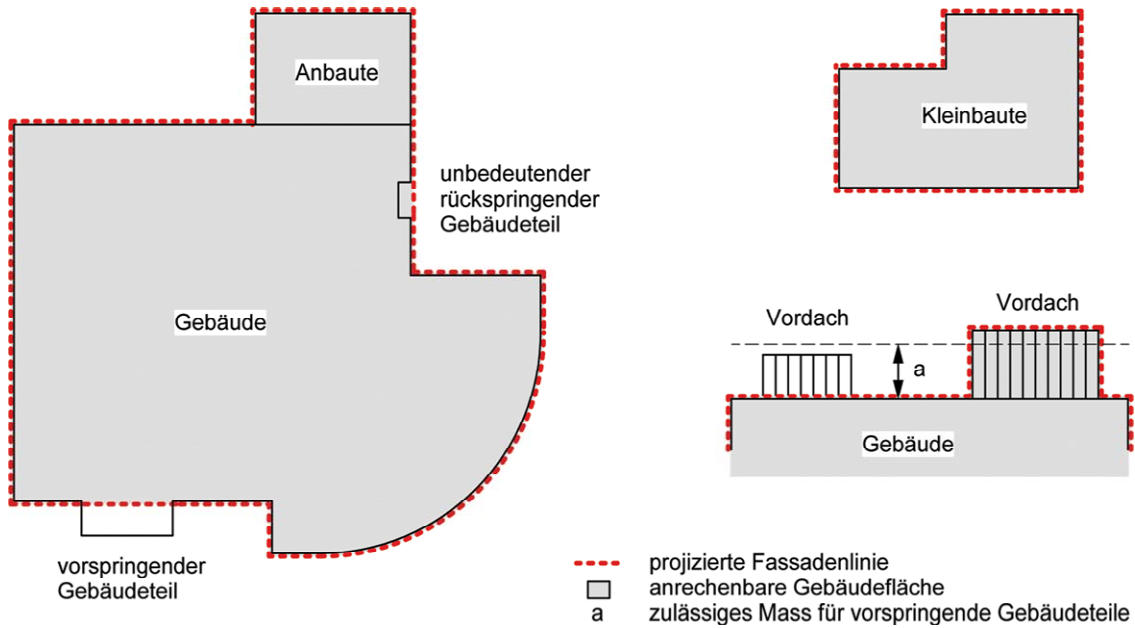 Anbaute
unbedeutender
rückspringender
Gebäudeteil
Gebäude
vorspringender
Gebäudeteil
Kleinbaute
Vordach
Vordach
a
Gebäude
projizierte Fassadenlinie
anrechenbare Gebäudefläche
a zulässiges Mass für vorspringende Gebäudeteile